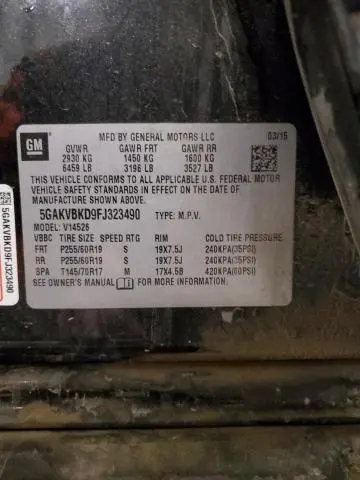 GM
MFD BY GENERAL MOTORS LLC 03/15
GVWR GAWR FRT GAWR RR
2930 KG 1450 KG 1600 KG
6459 LB 3196 LB 3527 LB
THIS VEHICLE CONFORMS TO ALL APPLICABLE U.S. FEDERAL MOTOR
VEHICLE SAFETY STANDARDS IN EFFECT ON THE DATE OF MANUFACTURE
SHOWN ABOVE.
5GAKVBKD9FJ323490 TYPE: M.P.V.
MODEL: V14526
VBBC TIRE SIZE SPEED RTG RIM COLD TIRE PRESSURE
FRT P255/60R19 S 19X7.5J 240KPA(35PSI)
RR P255/60R19 S 19X7.5J 240KPA(35PSI)
SPA T145/70R17 M 17X4.5B 420KPA(60PSI)
SEE OWNER'S MANUAL FOR MORE INFORMATION.
5GAKVBKD9FJ323490